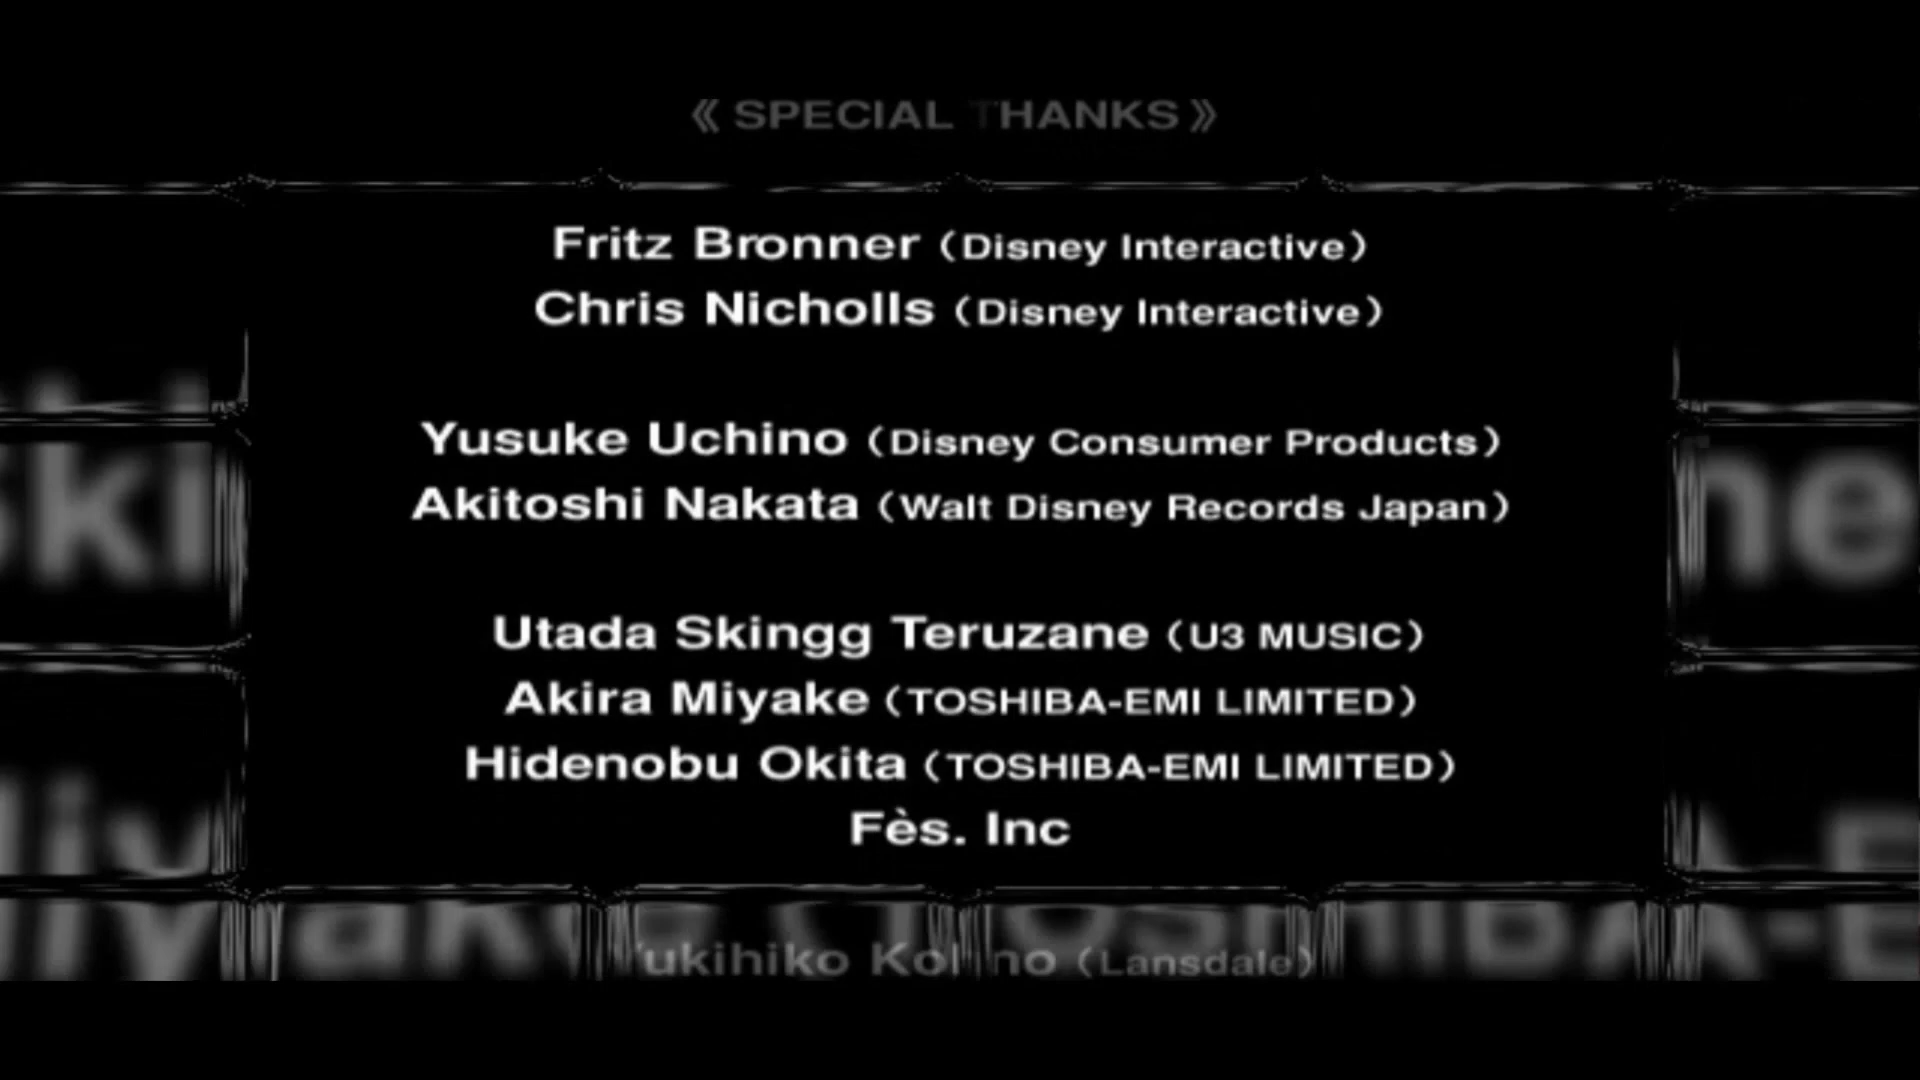 《 SPECIAL THANKS 》
Fritz Bronner (Disney Interactive)
Chris Nicholls (Disney Interactive)
Yusuke Uchino (Disney Consumer Products)
Akitoshi Nakata (Walt Disney Records Japan)
Utada Skingg Teruzane (U3 MUSIC)
Akira Miyake (TOSHIBA-EMI LIMITED)
Hidenobu Okita (TOSHIBA-EMI LIMITED)
Fès. Inc
Yukihiko (Lansdale)